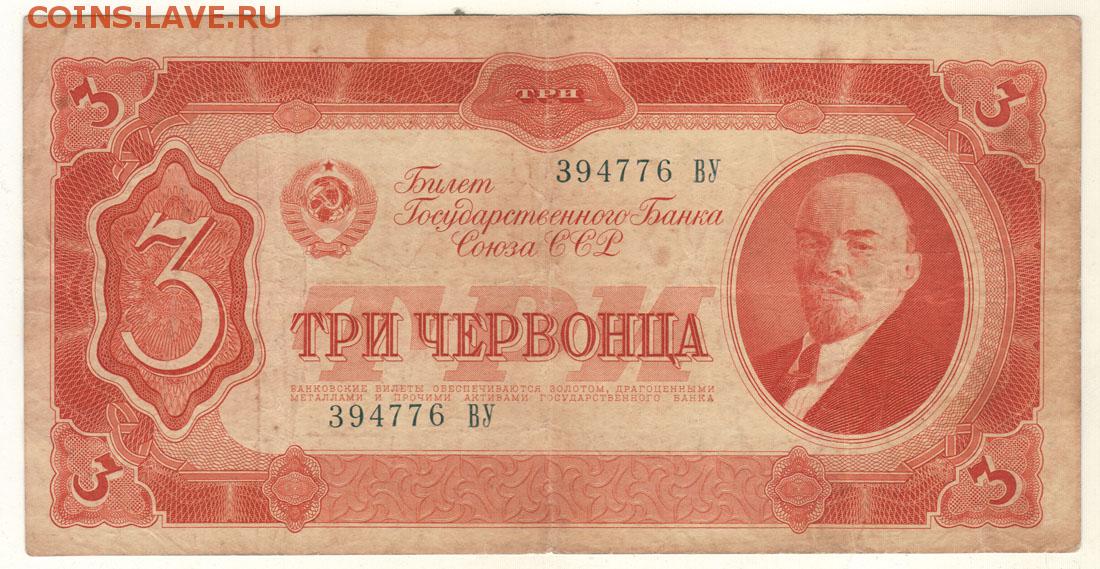 COINS.LAVE.RU
3
ТРИ
3
394776 ВУ
Билет
Государственного Банка
Союза ССР
3
ТРИ
ТРИ ЧЕРВОНЦА
БАНКОВСКИЕ БИЛЕТЫ ОБЕСПЕЧИВАЮТСЯ ЗОЛОТОМ, ДРАГОЦЕННЫМИ
МЕТАЛЛАМИ И ПРОЧИМИ АКТИВАМИ ГОСУДАРСТВЕННОГО БАНКА
394776 ВУ
3
3